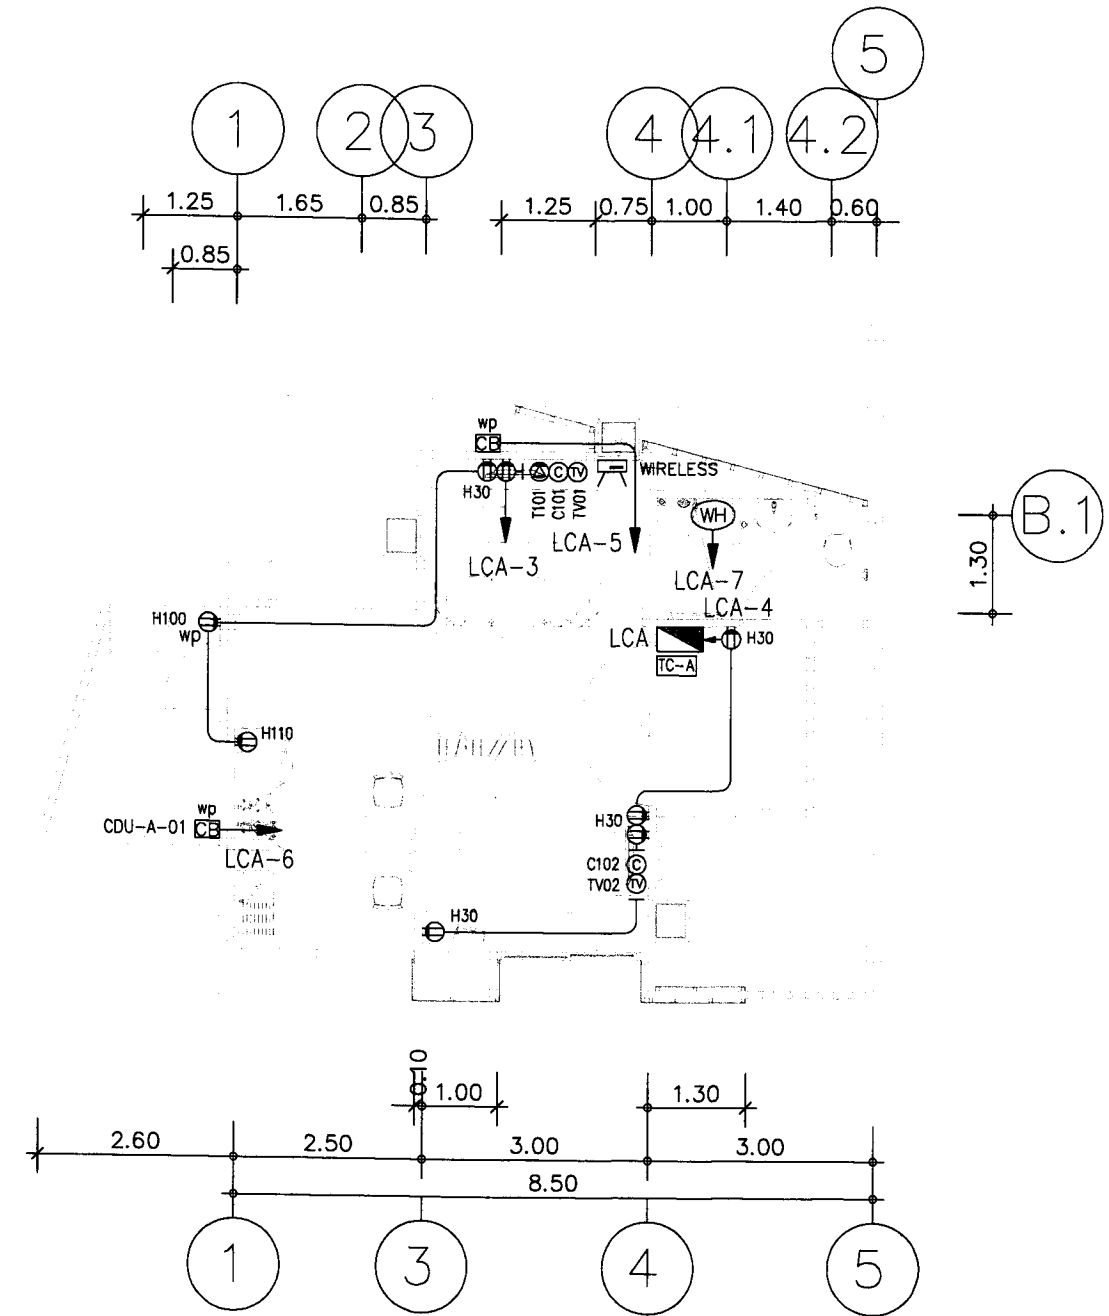 5
1 2 3 4 4.1 4.2
1.25 1.65 0.85 1.25 0.75 1.00 1.40 0.60
0.85
wp
CB
WIRELESS
H30
C
TV
T101
C101
TV01
WH
B.1
LCA-5
LCA-3
LCA-7
1.30
LCA-4
H100
wp
LCA
H30
TC-A
H110
wp
CDU-A-01 CB
H30
LCA-6
C102 C
TV02 TV
H30
0.10
1.00 1.30
2.60 2.50 3.00 3.00
8.50
1 3 4 5